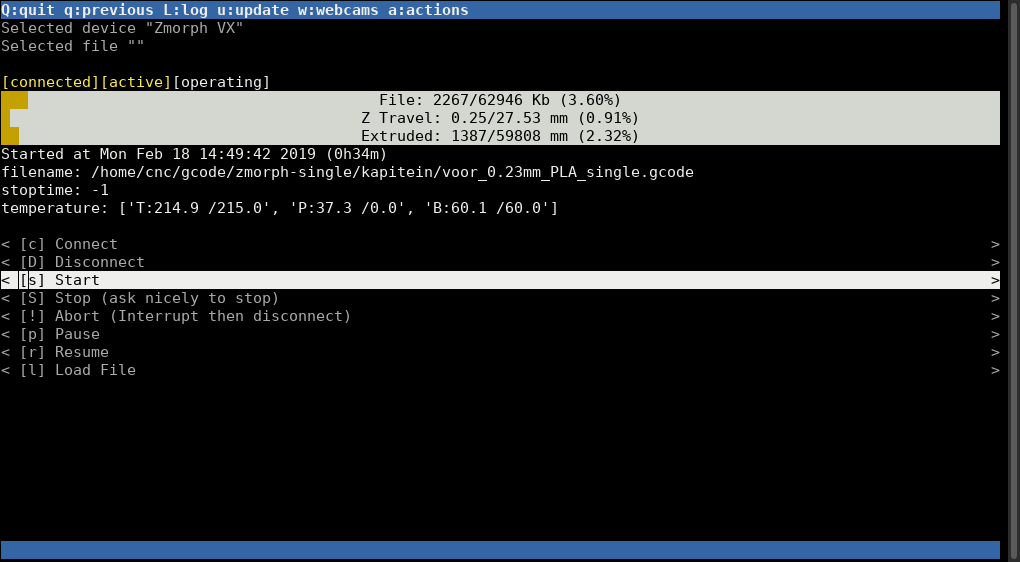 Q:quit q:previous L:log u:update w:webcams a:actions
Selected device "Zmorph VX"
Selected file ""
[connected][active][operating]
File: 2267/62946 Kb (3.60%)
Z Travel: 0.25/27.53 mm (0.91%)
Extruded: 1387/59808 mm (2.32%)
Started at Mon Feb 18 14:49:42 2019 (0h34m)
filename: /home/cnc/gcode/zmorph-single/kapitein/voor_0.23mm_PLA_single.gcode
stoptime: -1
temperature: ['T:214.9 /215.0', 'P:37.3 /0.0', 'B:60.1 /60.0']
< [c] Connect >
< [D] Disconnect >
< [s] Start >
< [S] Stop (ask nicely to stop) >
< [!] Abort (Interrupt then disconnect) >
< [p] Pause >
< [r] Resume >
< [l] Load File >